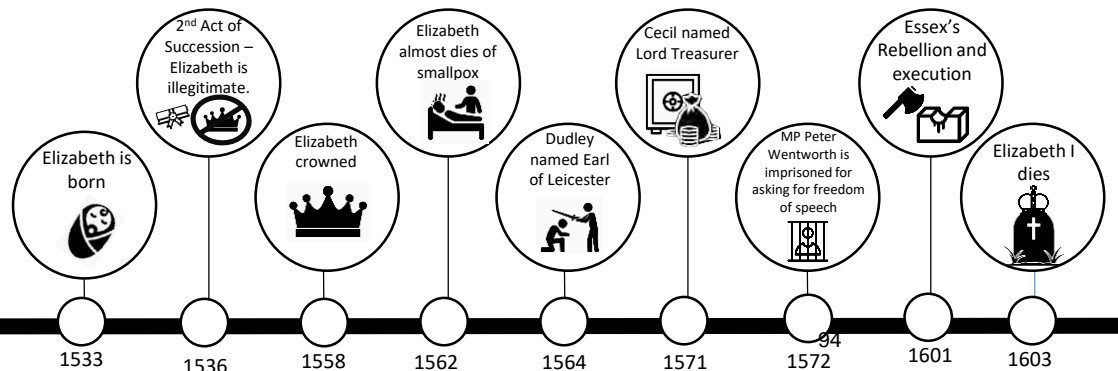 Elizabeth is
born
2nd Act of
Succession –
Elizabeth is
illegitimate.
Elizabeth
crowned
Elizabeth
almost dies of
smallpox
Dudley
named Earl
of Leicester
Cecil named
Lord Treasurer
MP Peter
Wentworth is
imprisoned for
asking for freedom
of speech
Essex's
Rebellion and
execution
Elizabeth I
dies
1533
1536
1558
1562
1564
1571
1572
94
1601
1603